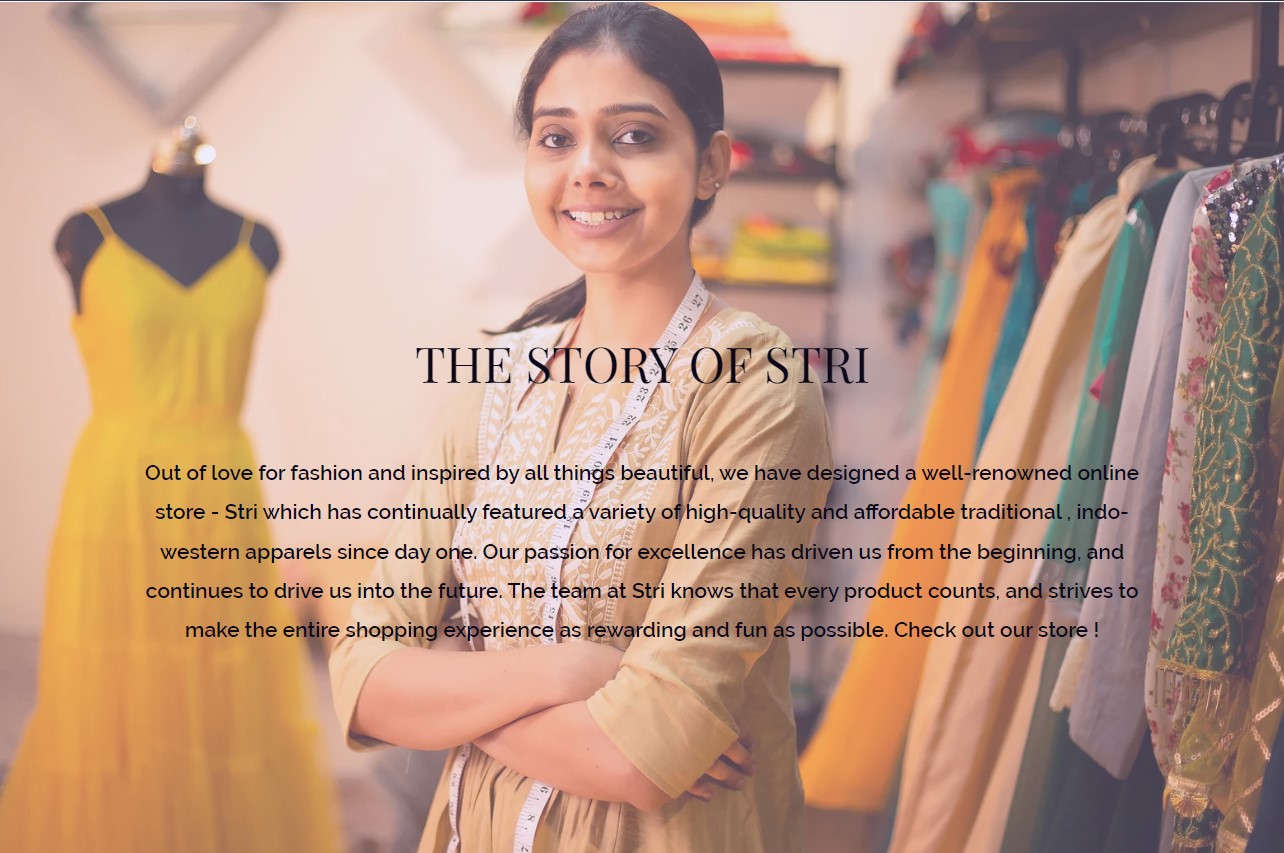 THE STORY OF STRI
Out of love for fashion and inspired by all things beautiful, we have designed a well-renowned online
store - Stri which has continually featured a variety of high-quality and affordable traditional , indo-
western apparels since day one. Our passion for excellence has driven us from the beginning, and
continues to drive us into the future. The team at Stri knows that every product counts, and strives to
make the entire shopping experience as rewarding and fun as possible. Check out our store !